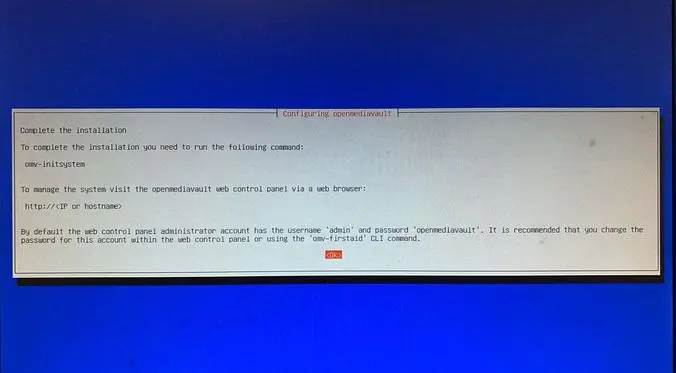 Configuring openmediavault
Complete the installation
To complete the installation you need to run the following command:
omv-initsystem
To manage the system visit the openmediavault web control panel via a web browser:
http://<IP or hostname>
By default the web control panel administrator account has the username 'admin' and password 'openmediavault'. It is recommended that you change the
password for this account within the web control panel or using the 'omv-firstaid' CLI command.
<Ok>